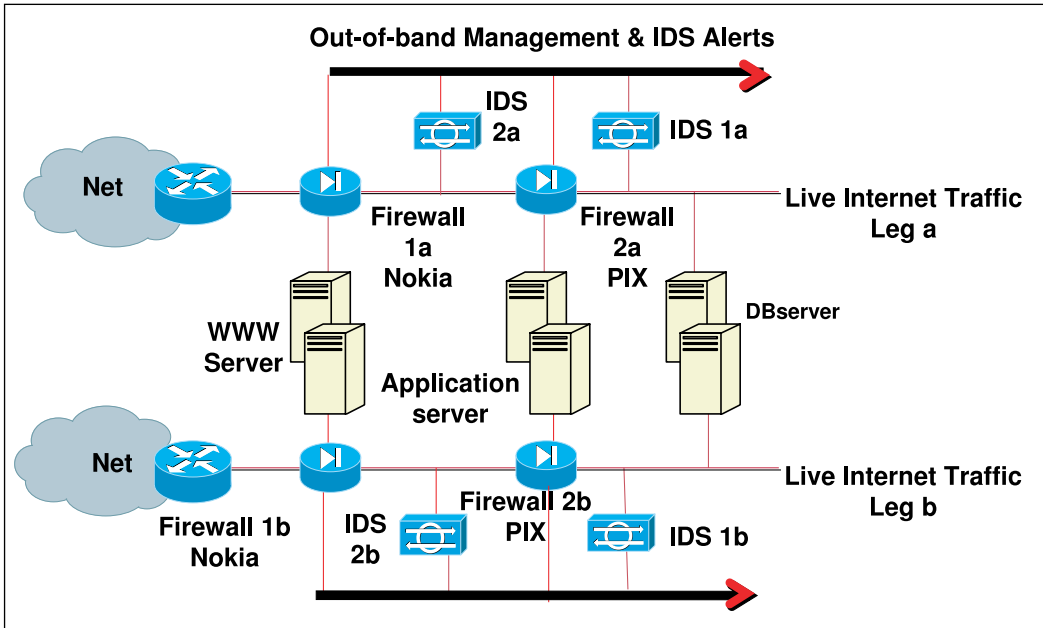 Out-of-band Management & IDS Alerts
IDS
2a
IDS 1a
Net
Firewall
1a
Nokia
Firewall
2a
PIX
Live Internet Traffic
Leg a
WWW
Server
Application
server
DBserver
Net
Firewall 1b
Nokia
IDS
2b
Firewall 2b
PIX
IDS 1b
Live Internet Traffic
Leg b